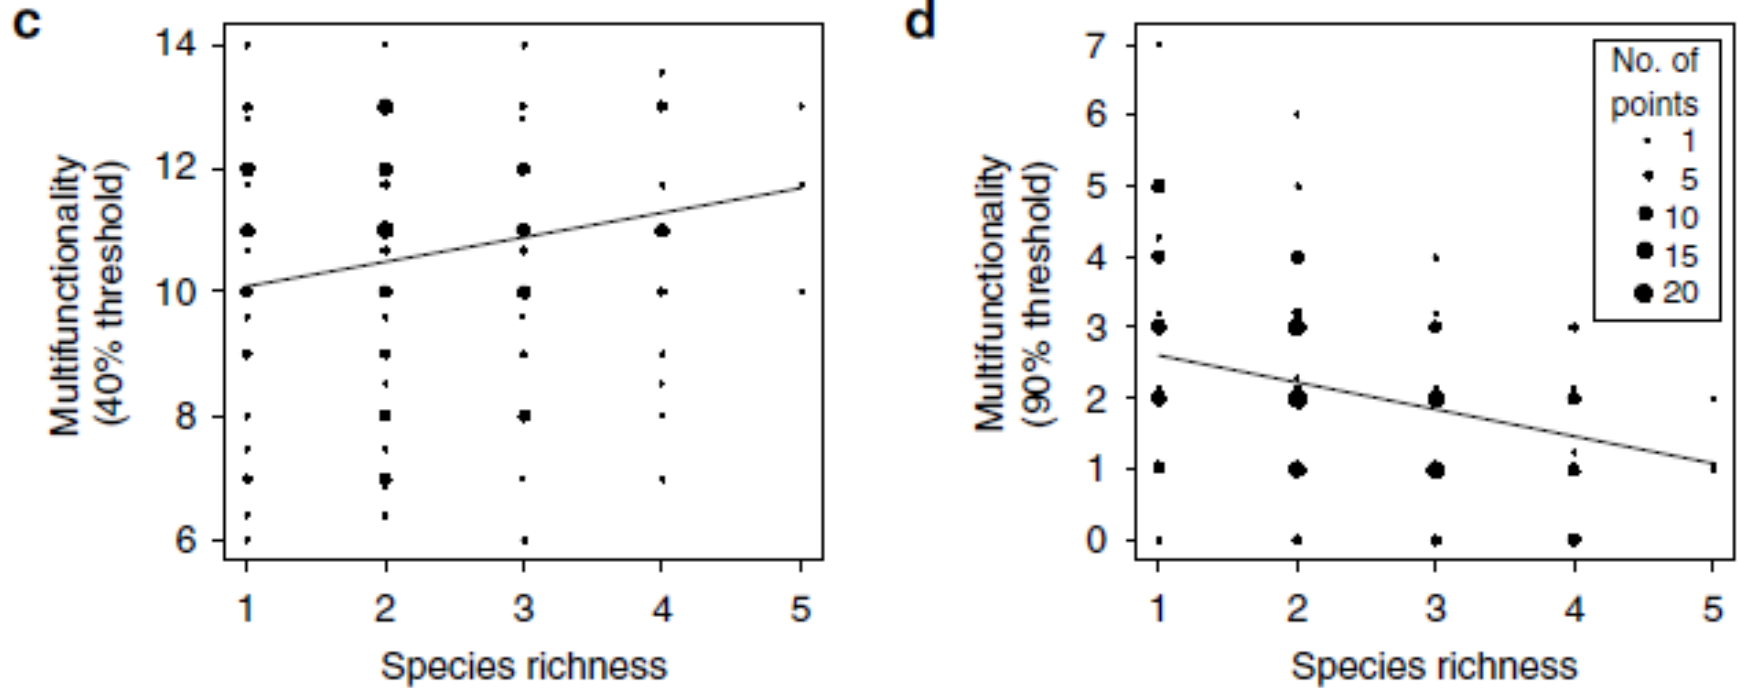 c
14
12
10
8
6
Multifunctionality
(40% threshold)
1 2 3 4 5
Species richness
d
7
6
5
4
3
2
1
0
Multifunctionality
(90% threshold)
No. of
points
1
5
10
15
20
1 2 3 4 5
Species richness